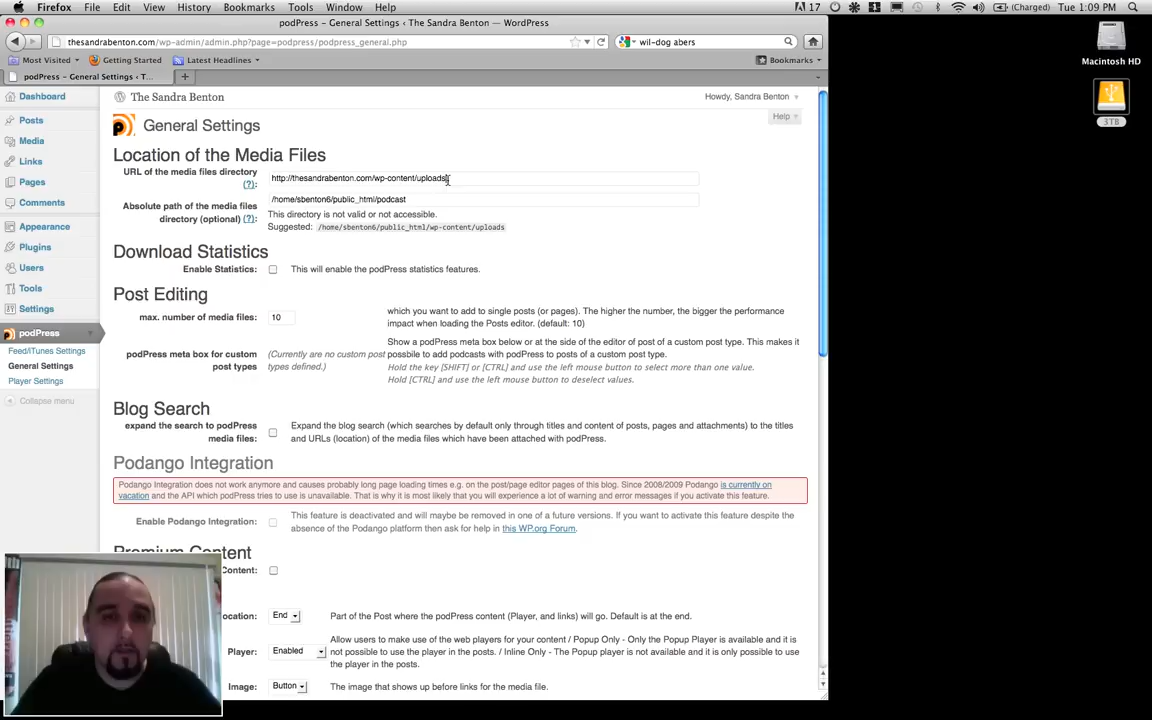 Firefox File Edit View History Bookmarks Tools Window Help 17 1 (Charged) Tue 1:09 PM
podPress – General Settings ‹ The Sandra Benton — WordPress
thesandrabenton.com/wp-admin/admin.php?page=podpress/podpress_general.php wil-dog abers
Most Visited Getting Started Latest Headlines Bookmarks
podPress – General Settings ‹ T...
Macintosh HD
3TB
The Sandra Benton Howdy, Sandra Benton
Help
Dashboard
Posts
Media
Links
Pages
Comments
Appearance
Plugins
Users
Tools
Settings
podPress
Feed/iTunes Settings
General Settings
Player Settings
Collapse menu
General Settings
Location of the Media Files
URL of the media files directory (?): http://thesandrabenton.com/wp-content/uploads
Absolute path of the media files directory (optional) (?): /home/sbenton6/public_html/podcast
This directory is not valid or not accessible.
Suggested: /home/sbenton6/public_html/wp-content/uploads
Download Statistics
Enable Statistics: This will enable the podPress statistics features.
Post Editing
max. number of media files: 10
which you want to add to single posts (or pages). The higher the number, the bigger the performance
impact when loading the Posts editor. (default: 10)
podPress meta box for custom post types
(Currently are no custom post types defined.)
Show a podPress meta box below or at the side of the editor of post of a custom post type. This makes it
possbile to add podcasts with podPress to posts of a custom post type.
Hold the key [SHIFT] or [CTRL] and use the left mouse button to select more than one value.
Hold [CTRL] and use the left mouse button to deselect values.
Blog Search
expand the search to podPress media files:
Expand the blog search (which searches by default only through titles and content of posts, pages and attachments) to the titles
and URLs (location) of the media files which have been attached with podPress.
Podango Integration
Podango Integration does not work anymore and causes probably long page loading times e.g. on the post/page editor pages of this blog. Since 2008/2009 Podango is currently on
vacation and the API which podPress tries to use is unavailable. That is why it is most likely that you will experience a lot of warning and error messages if you activate this feature.
Enable Podango Integration:
This feature is deactivated and will maybe be removed in one of a future versions. If you want to activate this feature despite the
absence of the Podango platform then ask for help in this WP.org Forum.
Premium Content
Content:
ocation: End Part of the Post where the podPress content (Player, and links) will go. Default is at the end.
Player: Enabled
Allow users to make use of the web players for your content / Popup Only - Only the Popup Player is available and it is
not possible to use the player in the posts. / Inline Only - The Popup player is not available and it is only possible to use
the player in the posts.
Image: Button The image that shows up before links for the media file.